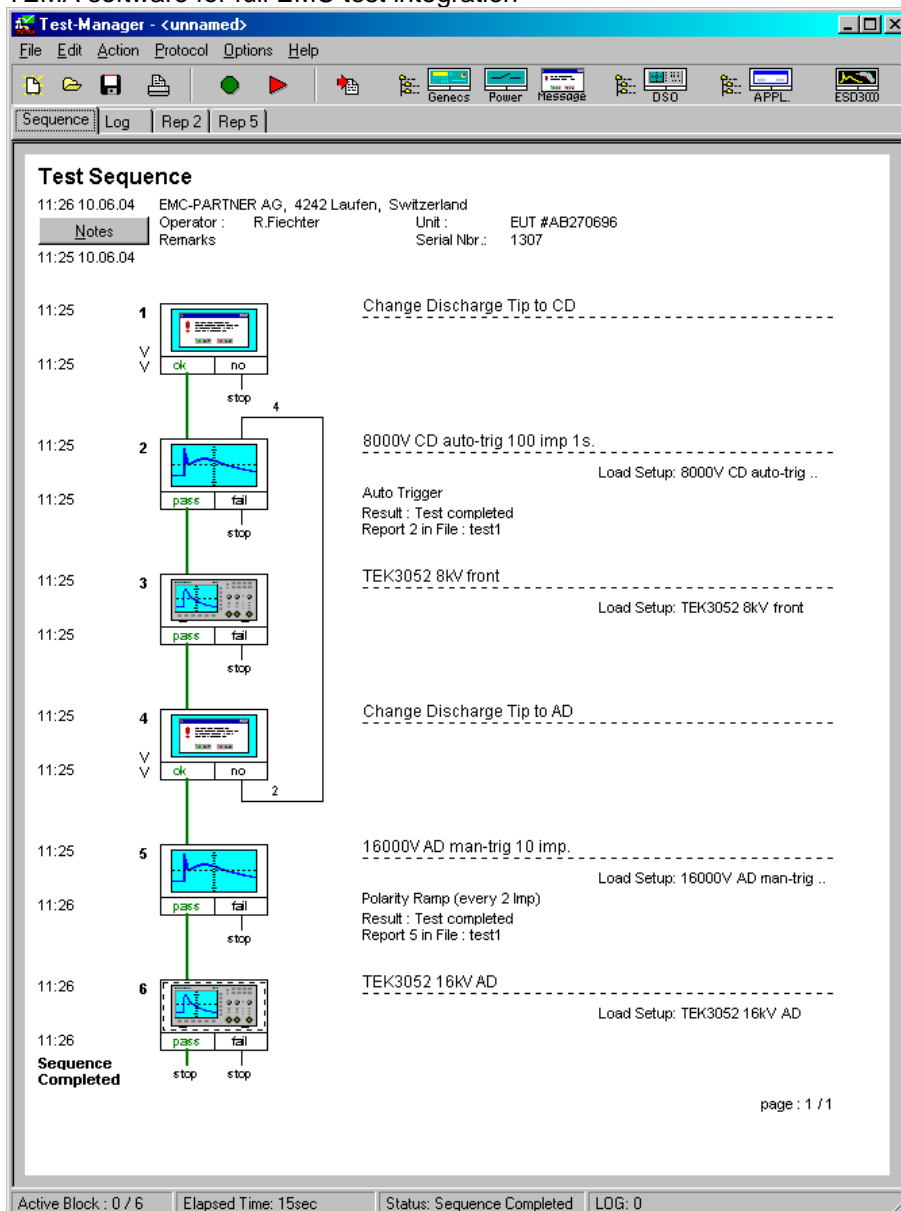 TEMA software for full EMC test integration
Test-Manager - <unnamed>
File Edit Action Protocol Options Help
Genecs Power Message DSO APPL. ESD3000
Sequence Log Rep 2 Rep 5
Test Sequence
11:26 10.06.04 EMC-PARTNER AG, 4242 Laufen, Switzerland
Notes Operator : R.Fiechter Unit : EUT #AB270696
Remarks Serial Nbr.: 1307
11:25 10.06.04
11:25 1 Change Discharge Tip to CD
11:25 V V ok no
stop
4
11:25 2 8000V CD auto-trig 100 imp 1s.
Load Setup: 8000V CD auto-trig ..
11:25 pass fail Auto Trigger
Result : Test completed
stop Report 2 in File : test1
11:25 3 TEK3052 8kV front
Load Setup: TEK3052 8kV front
11:25 pass fail
stop
11:25 4 Change Discharge Tip to AD
11:25 V V ok no
2
11:25 5 16000V AD man-trig 10 imp.
Load Setup: 16000V AD man-trig ..
11:26 pass fail Polarity Ramp (every 2 Imp)
Result : Test completed
stop Report 5 in File : test1
11:26 6 TEK3052 16kV AD
Load Setup: TEK3052 16kV AD
11:26 pass fail
Sequence Completed stop stop
page : 1 / 1
Active Block : 0 / 6 Elapsed Time: 15sec Status: Sequence Completed LOG: 0